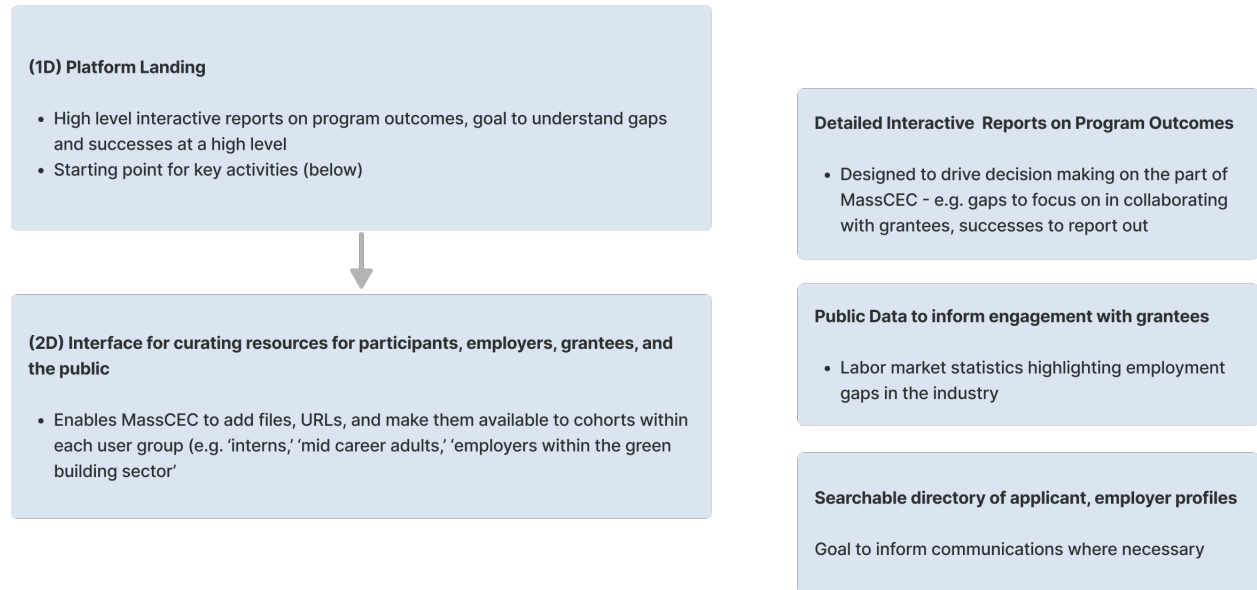 (1D) Platform Landing
• High level interactive reports on program outcomes, goal to understand gaps
and successes at a high level
• Starting point for key activities (below)
(2D) Interface for curating resources for participants, employers, grantees, and
the public
• Enables MassCEC to add files, URLs, and make them available to cohorts within
each user group (e.g. ‘interns,’ ‘mid career adults,’ ‘employers within the green
building sector’
Detailed Interactive  Reports on Program Outcomes
• Designed to drive decision making on the part of
MassCEC - e.g. gaps to focus on in collaborating
with grantees, successes to report out
Public Data to inform engagement with grantees
• Labor market statistics highlighting employment
gaps in the industry
Searchable directory of applicant, employer profiles
Goal to inform communications where necessary